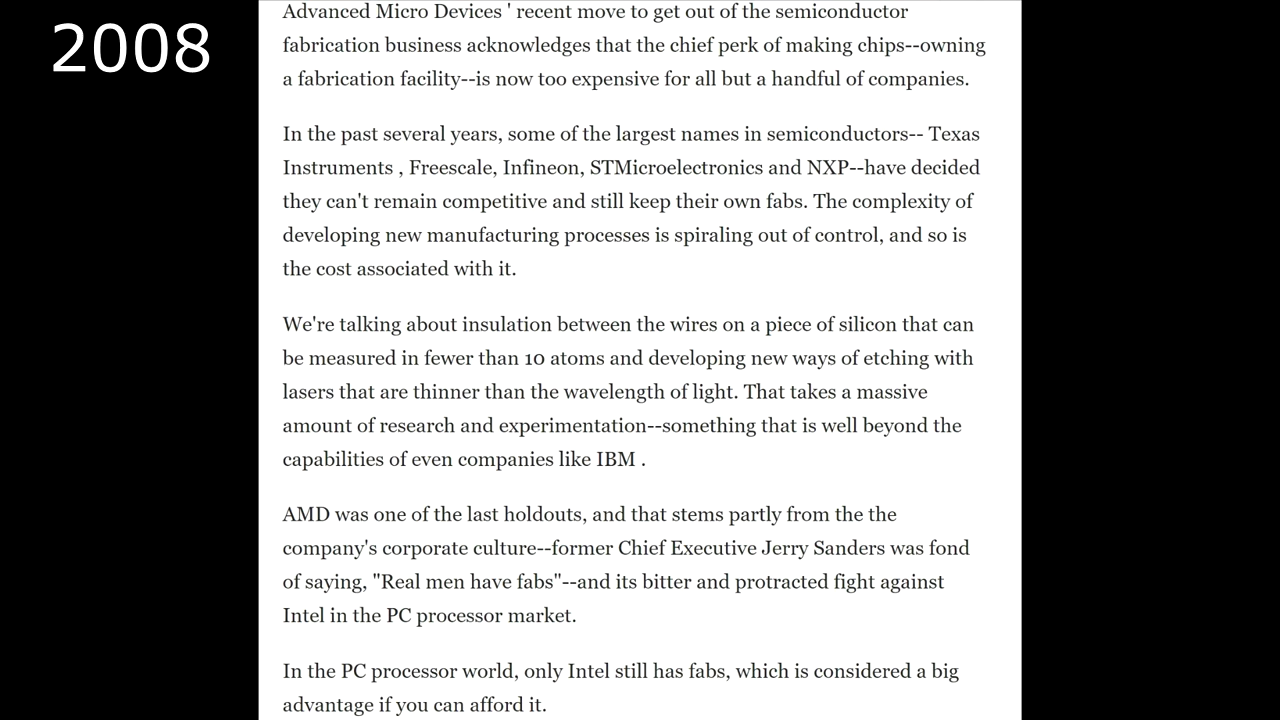 2008
Advanced Micro Devices ' recent move to get out of the semiconductor
fabrication business acknowledges that the chief perk of making chips--owning
a fabrication facility--is now too expensive for all but a handful of companies.
In the past several years, some of the largest names in semiconductors-- Texas
Instruments , Freescale, Infineon, STMicroelectronics and NXP--have decided
they can't remain competitive and still keep their own fabs. The complexity of
developing new manufacturing processes is spiraling out of control, and so is
the cost associated with it.
We're talking about insulation between the wires on a piece of silicon that can
be measured in fewer than 10 atoms and developing new ways of etching with
lasers that are thinner than the wavelength of light. That takes a massive
amount of research and experimentation--something that is well beyond the
capabilities of even companies like IBM .
AMD was one of the last holdouts, and that stems partly from the the
company's corporate culture--former Chief Executive Jerry Sanders was fond
of saying, "Real men have fabs"--and its bitter and protracted fight against
Intel in the PC processor market.
In the PC processor world, only Intel still has fabs, which is considered a big
advantage if you can afford it.